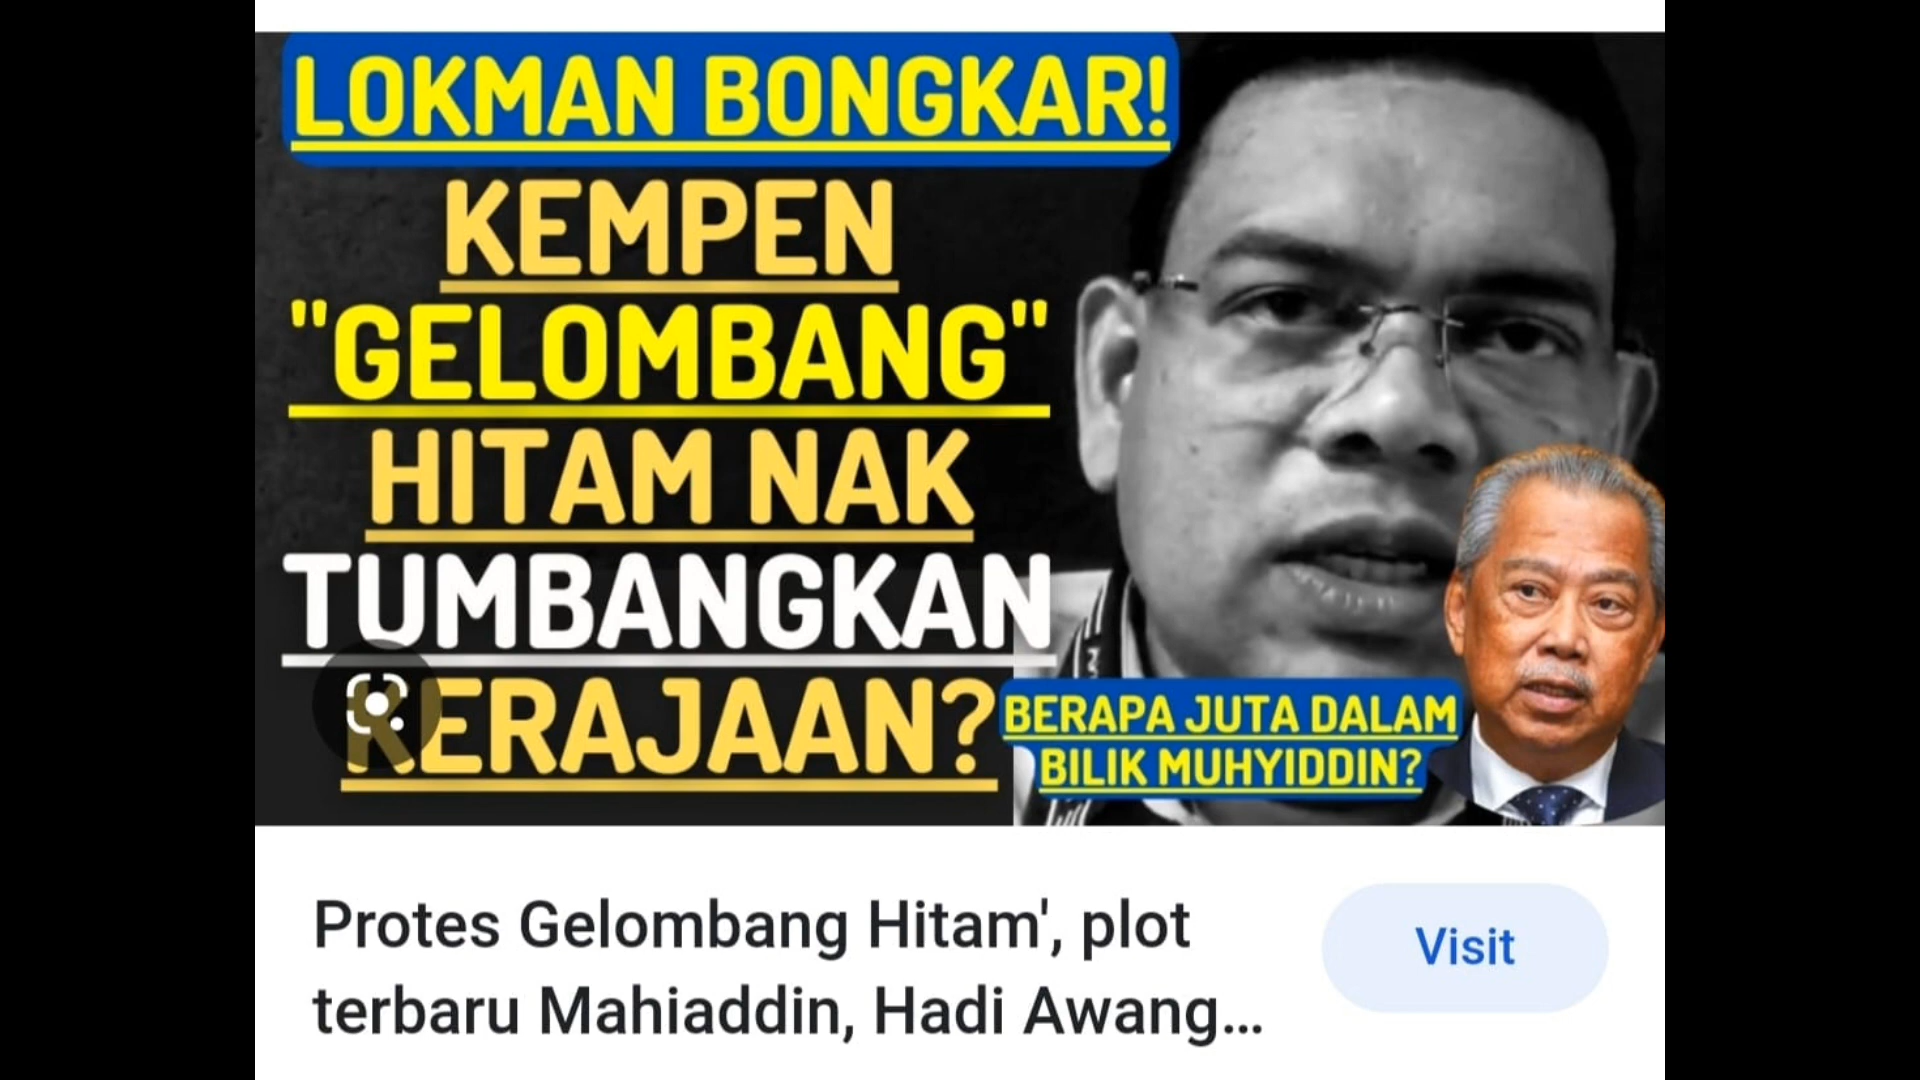 LOKMAN BONGKAR!
KEMPEN
"GELOMBANG"
HITAM NAK
TUMBANGKAN
KERAJAAN?
BERAPA JUTA DALAM
BILIK MUHYIDDIN?
Protes Gelombang Hitam', plot
terbaru Mahiaddin, Hadi Awang...
Visit